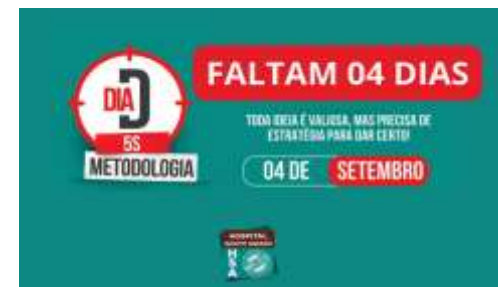 DIA D
5S
METODOLOGIA
FALTAM 04 DIAS
TODA IDEIA É VALIOSA, MAS PRECISA DE
ESTRATÉGIA PARA DAR CERTO!
04 DE SETEMBRO
HOSPITAL
HSA